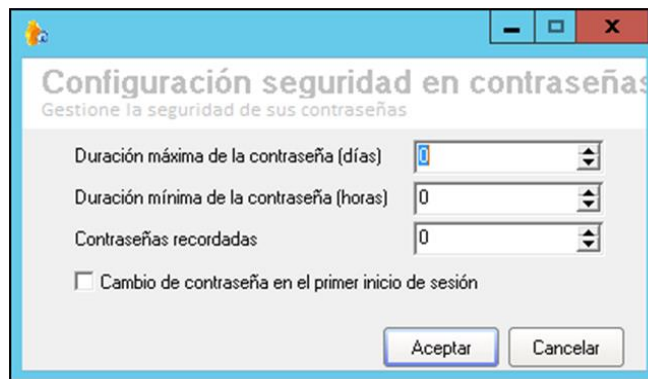 Configuración seguridad en contraseñas
Gestione la seguridad de sus contraseñas
Duración máxima de la contraseña (días) 0
Duración mínima de la contraseña (horas) 0
Contraseñas recordadas 0
Cambio de contraseña en el primer inicio de sesión
Aceptar Cancelar